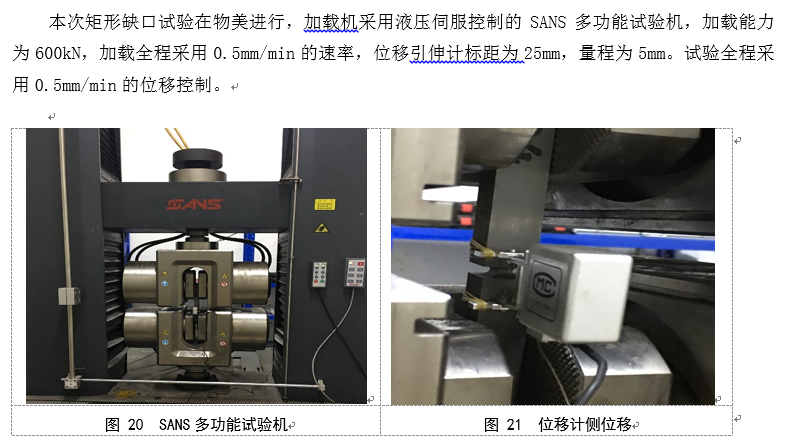 本次矩形缺口试验在物美进行，加载机采用液压伺服控制的 SANS 多功能试验机，加载能力
为 600kN，加载全程采用 0.5mm/min 的速率，位移引伸计标距为 25mm，量程为 5mm。试验全程采
用 0.5mm/min 的位移控制。
SANS
MC
图 20 SANS 多功能试验机
图 21 位移计侧位移